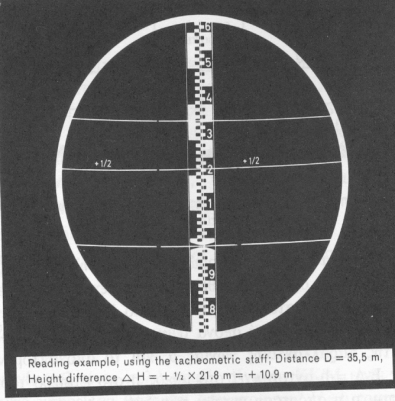 6
5
4
3
+1/2 2 +1/2
1
9
8
Reading example, using the tacheometric staff; Distance D = 35,5 m,
Height difference △ H = + ½ × 21.8 m = + 10.9 m